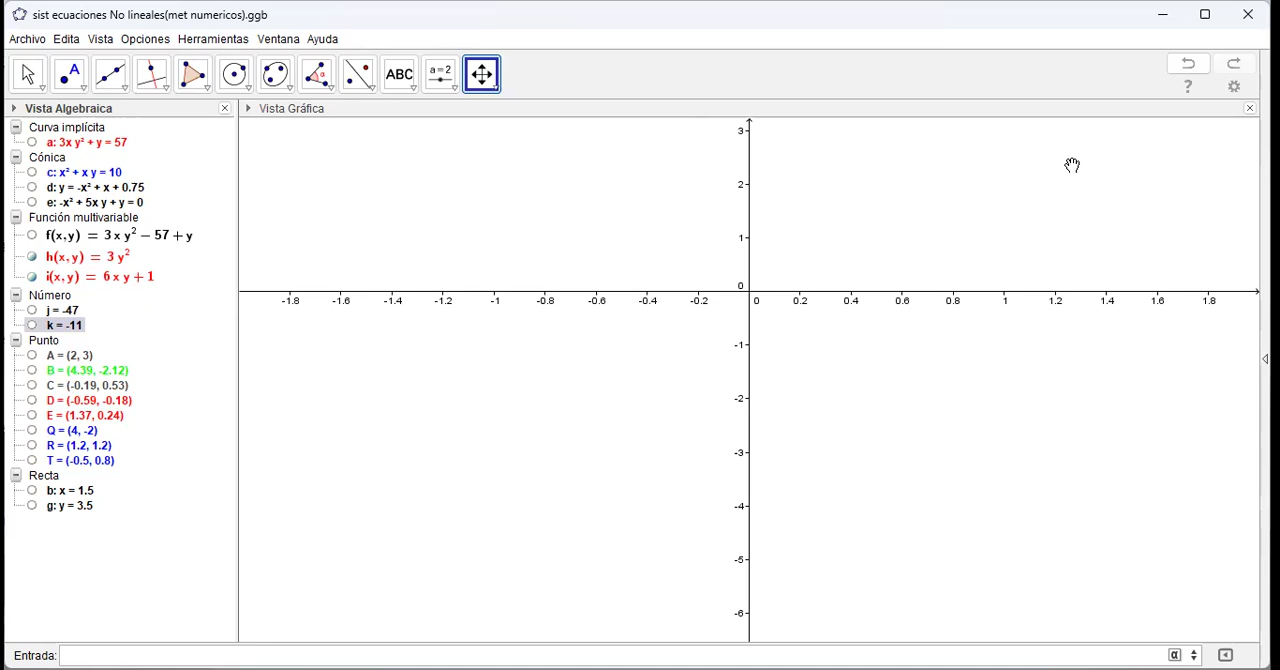 sist ecuaciones No lineales(met numericos).ggb
Archivo Edita Vista Opciones Herramientas Ventana Ayuda
A ABC a=2
?
Vista Algebraica
Vista Gráfica
Curva implícita
a: 3x y² + y = 57
Cónica
c: x² + x y = 10
d: y = -x² + x + 0.75
e: -x² + 5x y + y = 0
Función multivariable
f(x,y) = 3 x y² − 57 + y
h(x,y) = 3 y²
i(x,y) = 6 x y + 1
Número
j = -47
k = -11
Punto
A = (2, 3)
B = (4.39, -2.12)
C = (-0.19, 0.53)
D = (-0.59, -0.18)
E = (1.37, 0.24)
Q = (4, -2)
R = (1.2, 1.2)
T = (-0.5, 0.8)
Recta
b: x = 1.5
g: y = 3.5
3
2
1
0
-1.8 -1.6 -1.4 -1.2 -1 -0.8 -0.6 -0.4 -0.2 0 0.2 0.4 0.6 0.8 1 1.2 1.4 1.6 1.8
-1
-2
-3
-4
-5
-6
Entrada: α